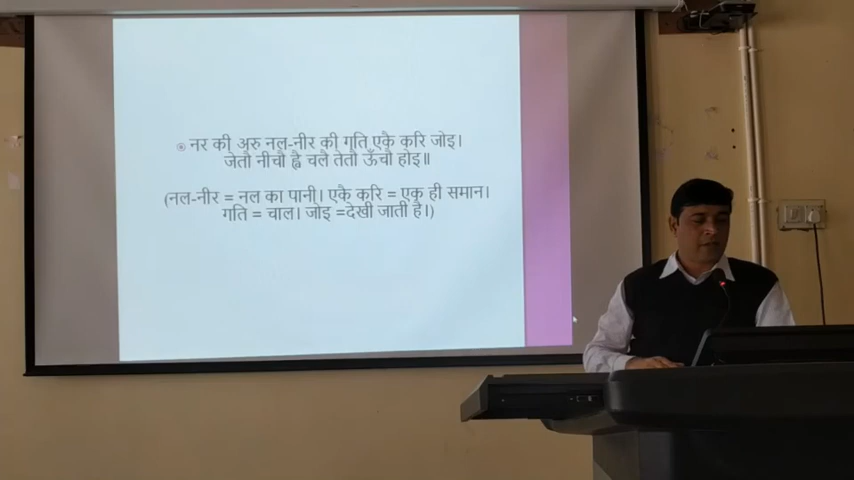 नर की अरु नल-नीर की गति एकै करि जोइ।
जेतौ नीचौ ह्वै चलै तेतौ ऊँचौ होइ॥
(नल-नीर = नल का पानी। एकै करि = एक ही समान।
गति = चाल। जोइ =देखी जाती है।)